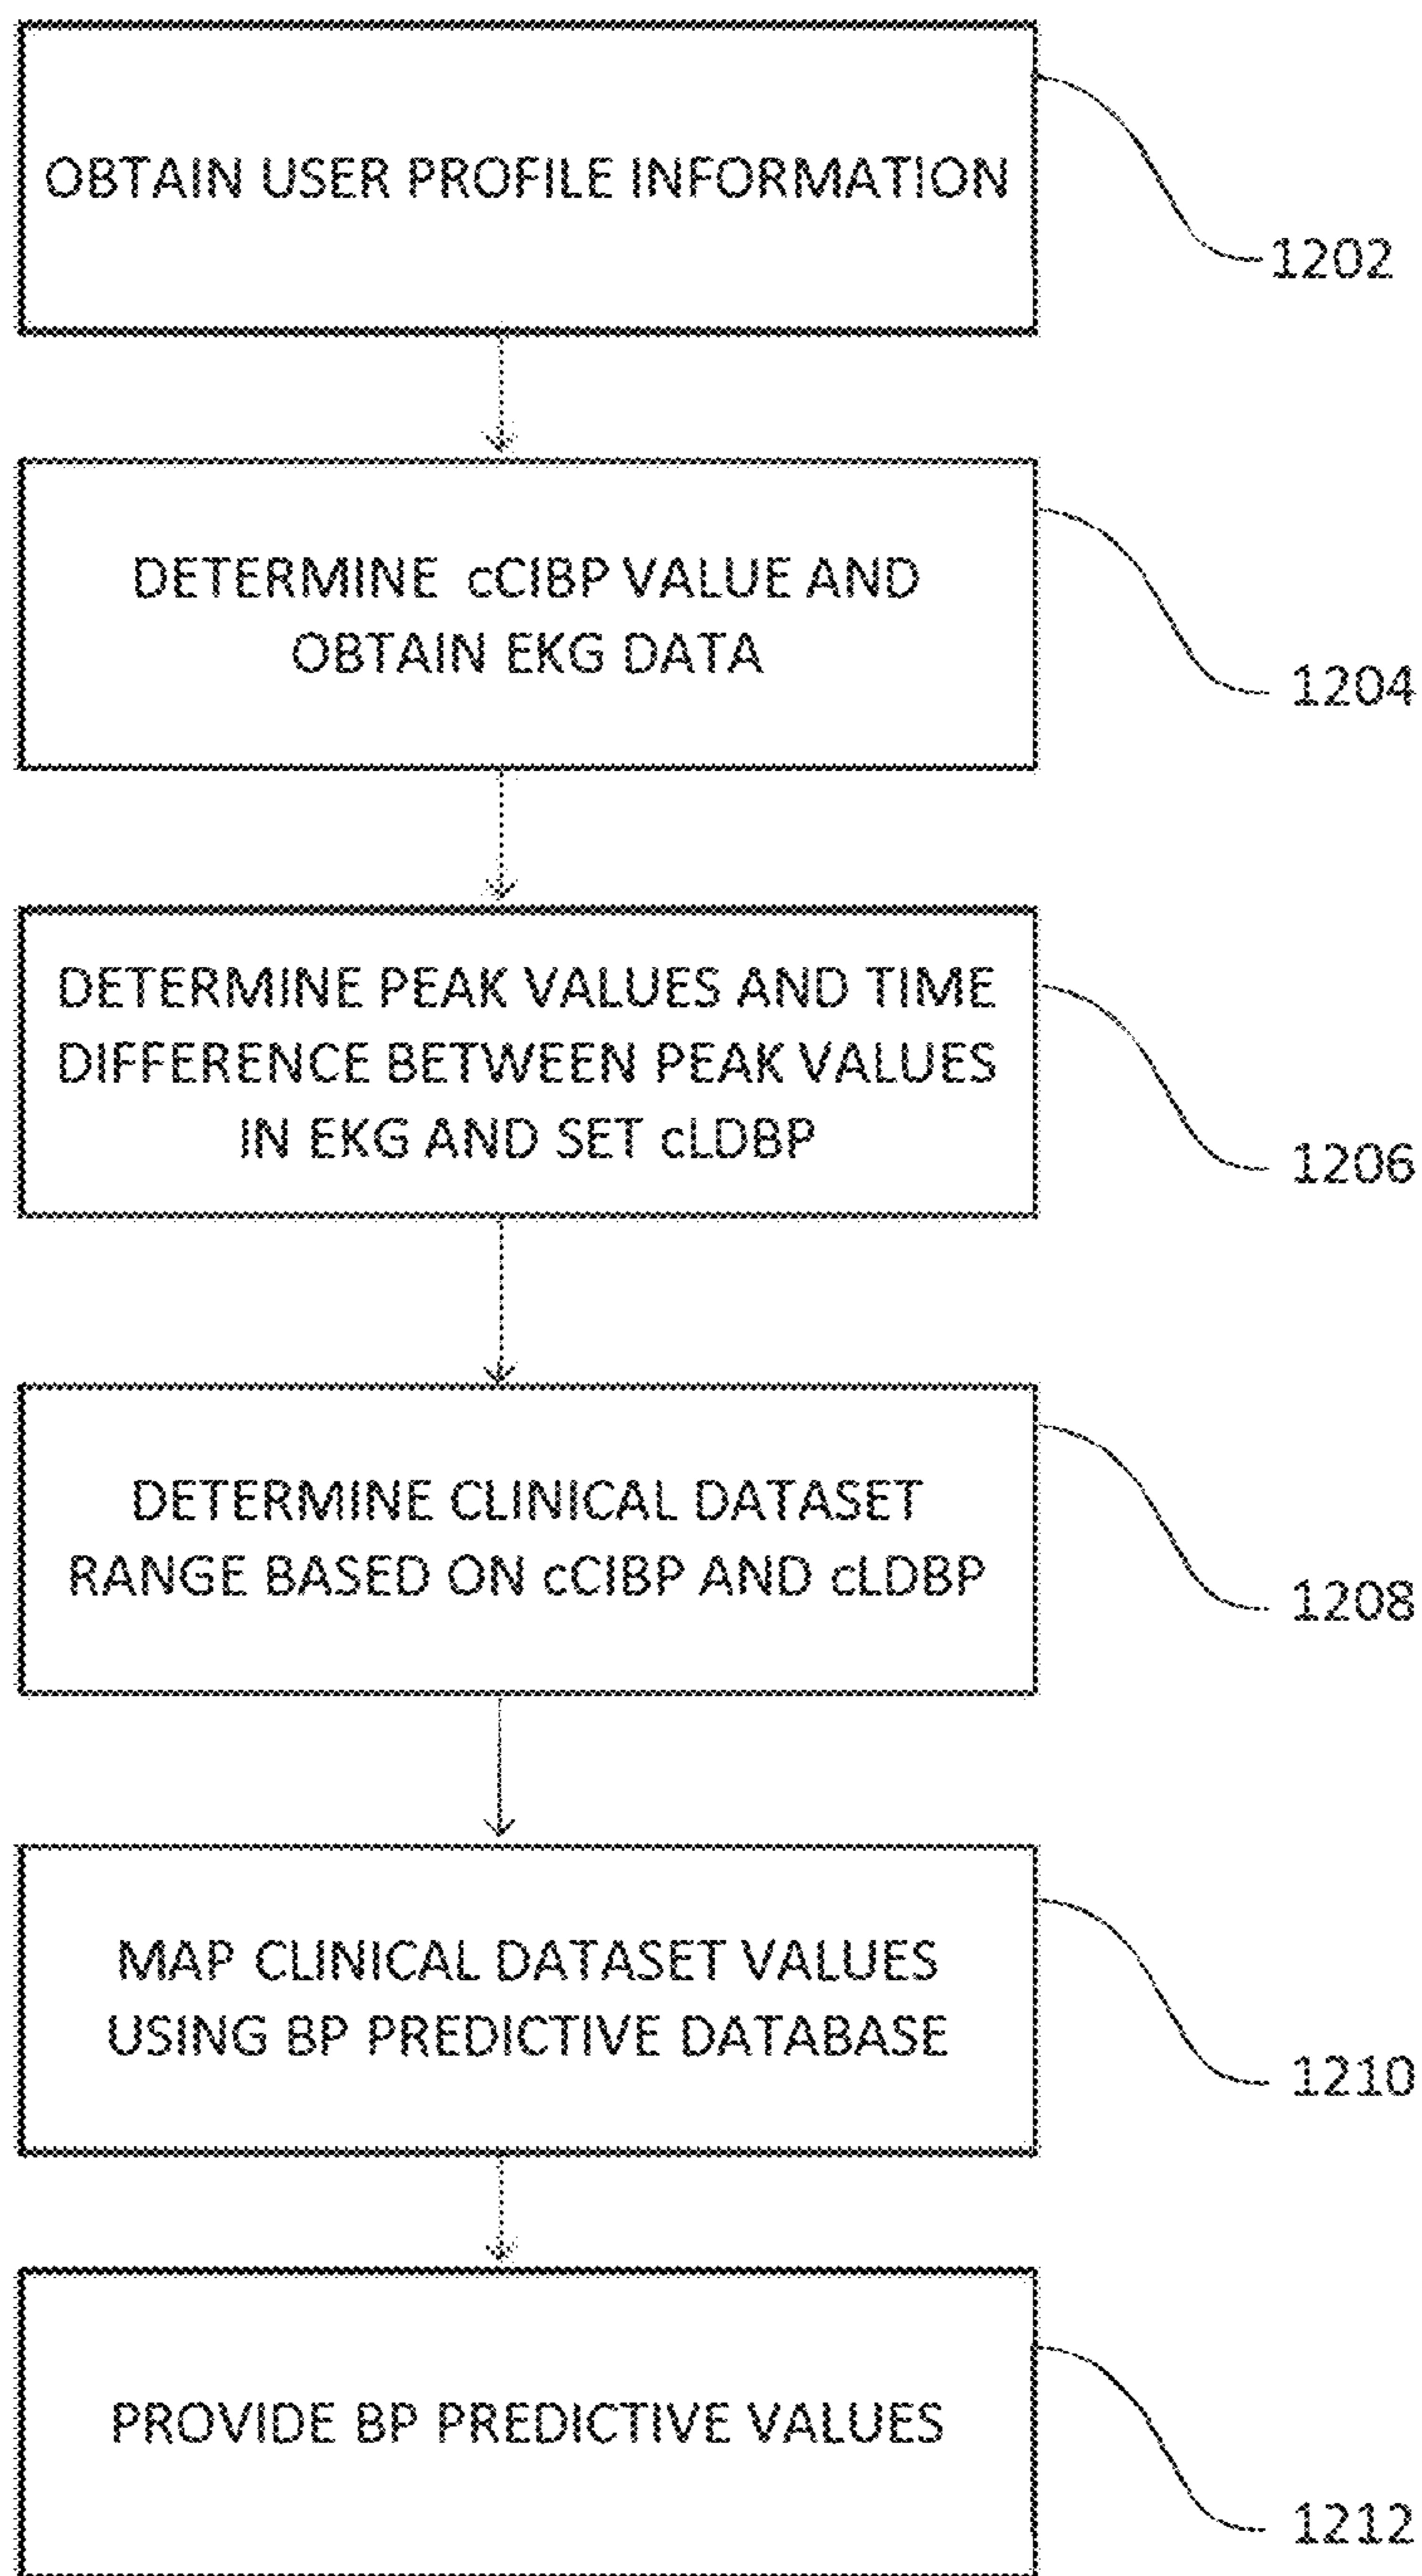 OBTAIN USER PROFILE INFORMATION
1202
DETERMINE cCIBP VALUE AND
OBTAIN EKG DATA
1204
DETERMINE PEAK VALUES AND TIME
DIFFERENCE BETWEEN PEAK VALUES
IN EKG AND SET cLDBP
1206
DETERMINE CLINICAL DATASET
RANGE BASED ON cCIBP AND cLDBP
1208
MAP CLINICAL DATASET VALUES
USING BP PREDICTIVE DATABASE
1210
PROVIDE BP PREDICTIVE VALUES
1212